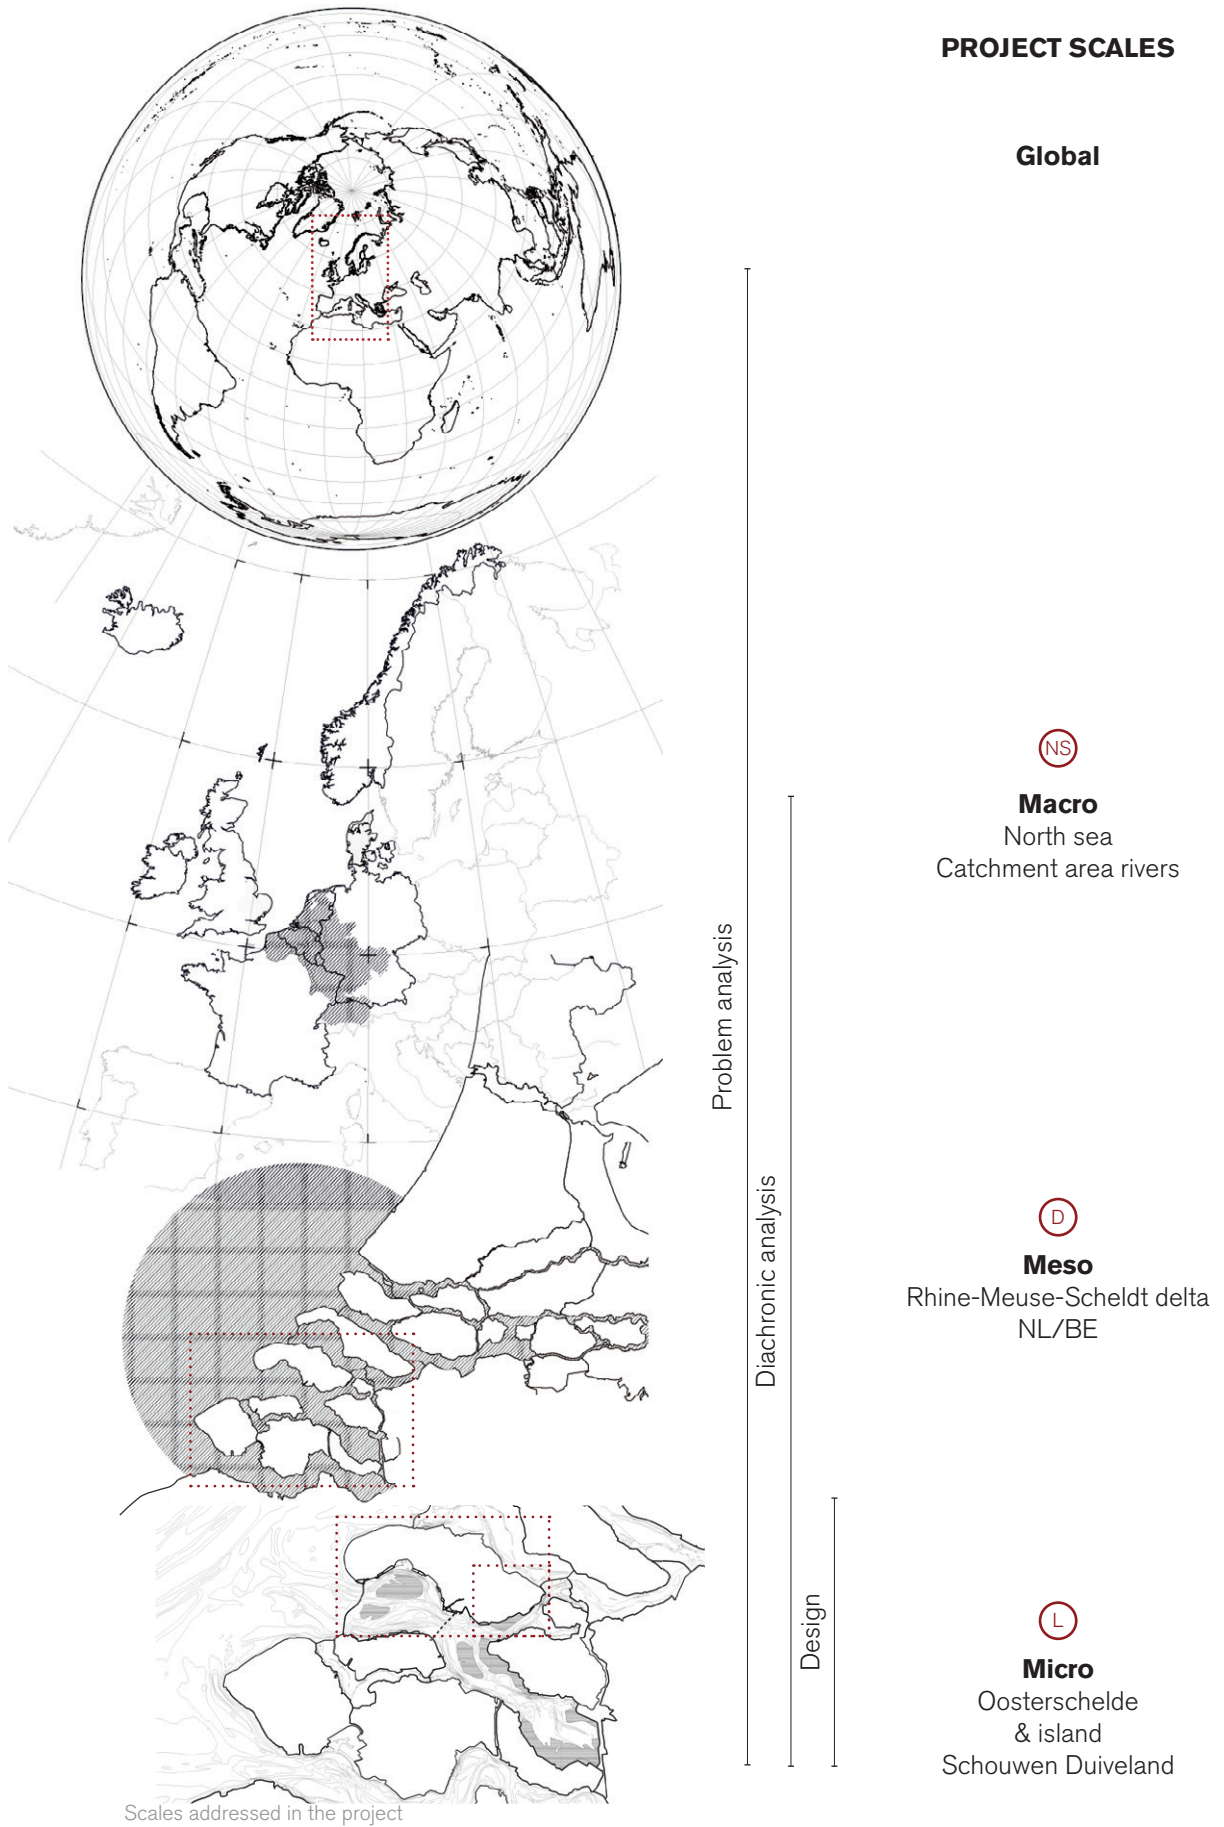 PROJECT SCALES
Global
NS
Macro
North sea
Catchment area rivers
Problem analysis
Diachronic analysis
D
Meso
Rhine-Meuse-Scheldt delta
NL/BE
Design
L
Micro
Oosterschelde
& island
Schouwen Duiveland
Scales addressed in the project